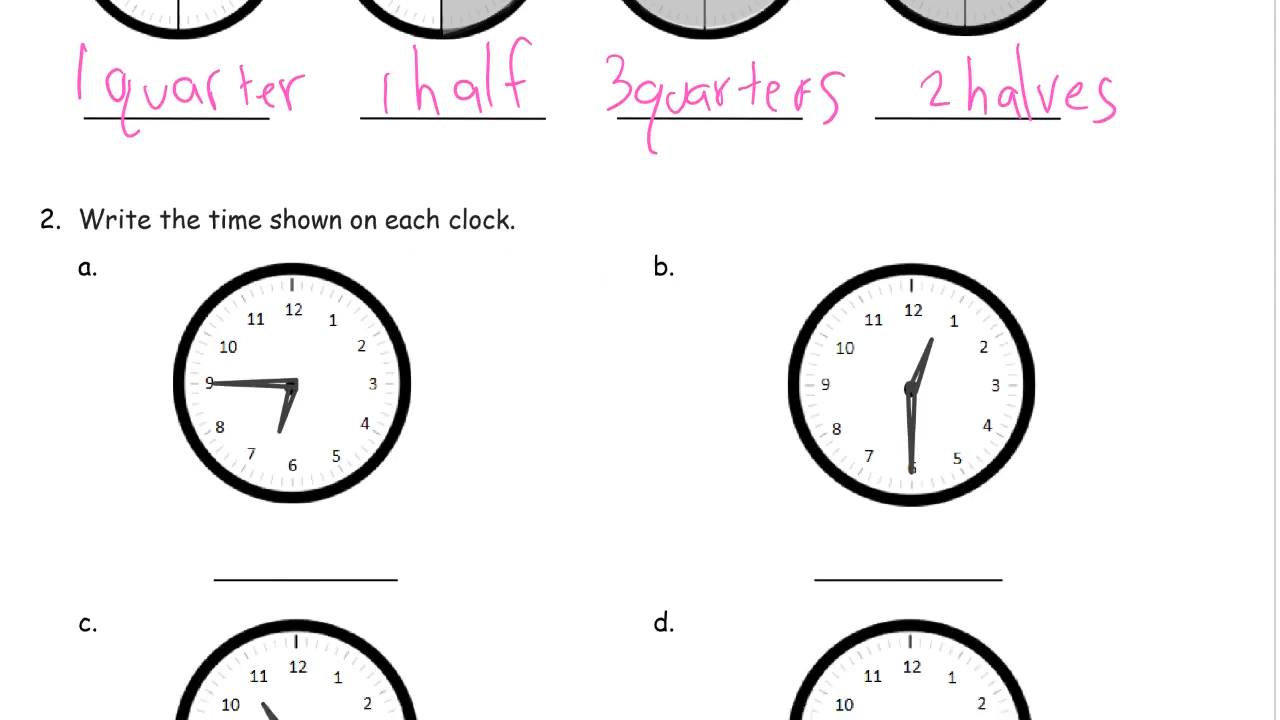 1 quarter 1 half 3 quarters 2 halves
2. Write the time shown on each clock.
a. b.
12 12
11 1 11 1
10 2 10 2
9 3 9 3
8 4 8 4
7 5 7 5
6 6
c. d.
12 12
11 1 11 1
10 2 10 2